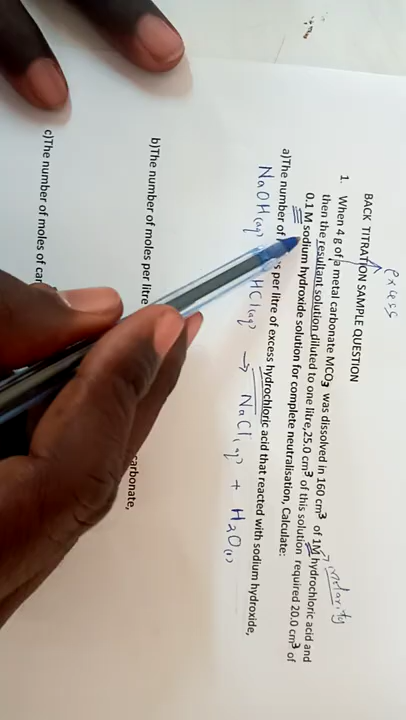 excess
BACK TITRATION SAMPLE QUESTION
1. When 4 g of a metal carbonate MCO3 was dissolved in 160 cm3 of 1M hydrochloric acid and
molarity
then the resultant solution diluted to one litre,25.0 cm3 of this solution required 20.0 cm3 of
0.1 M sodium hydroxide solution for complete neutralisation, Calculate:
a)The number of s per litre of excess hydrochloric acid that reacted with sodium hydroxide,
NaOH(aq) HCl(aq) → NaCl(aq) + H2O(l)
b)The number of moles per litre arbonate,
c)The number of moles of car